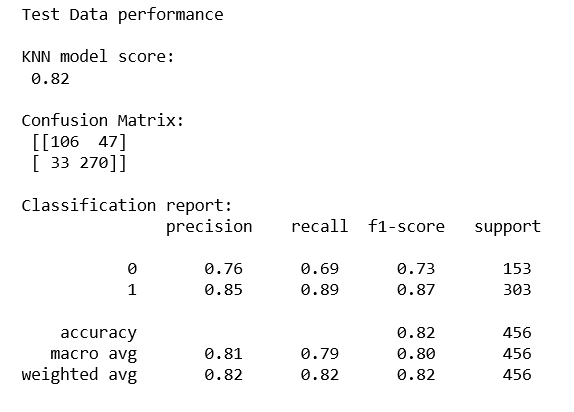 Test Data performance
KNN model score:
0.82
Confusion Matrix:
[[106  47]
[ 33 270]]
Classification report:
precision    recall  f1-score   support
0       0.76      0.69      0.73       153
1       0.85      0.89      0.87       303
accuracy                           0.82       456
macro avg       0.81      0.79      0.80       456
weighted avg       0.82      0.82      0.82       456